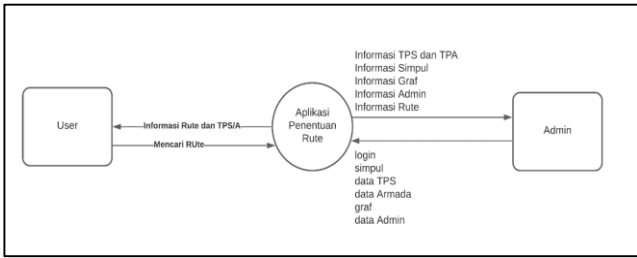 Informasi TPS dan TPA
Informasi Simpul
Informasi Graf
Informasi Admin
Informasi Rute
User
Informasi Rute dan TPS/A
Mencari RUte
Aplikasi
Penentuan
Rute
Admin
login
simpul
data TPS
data Armada
graf
data Admin